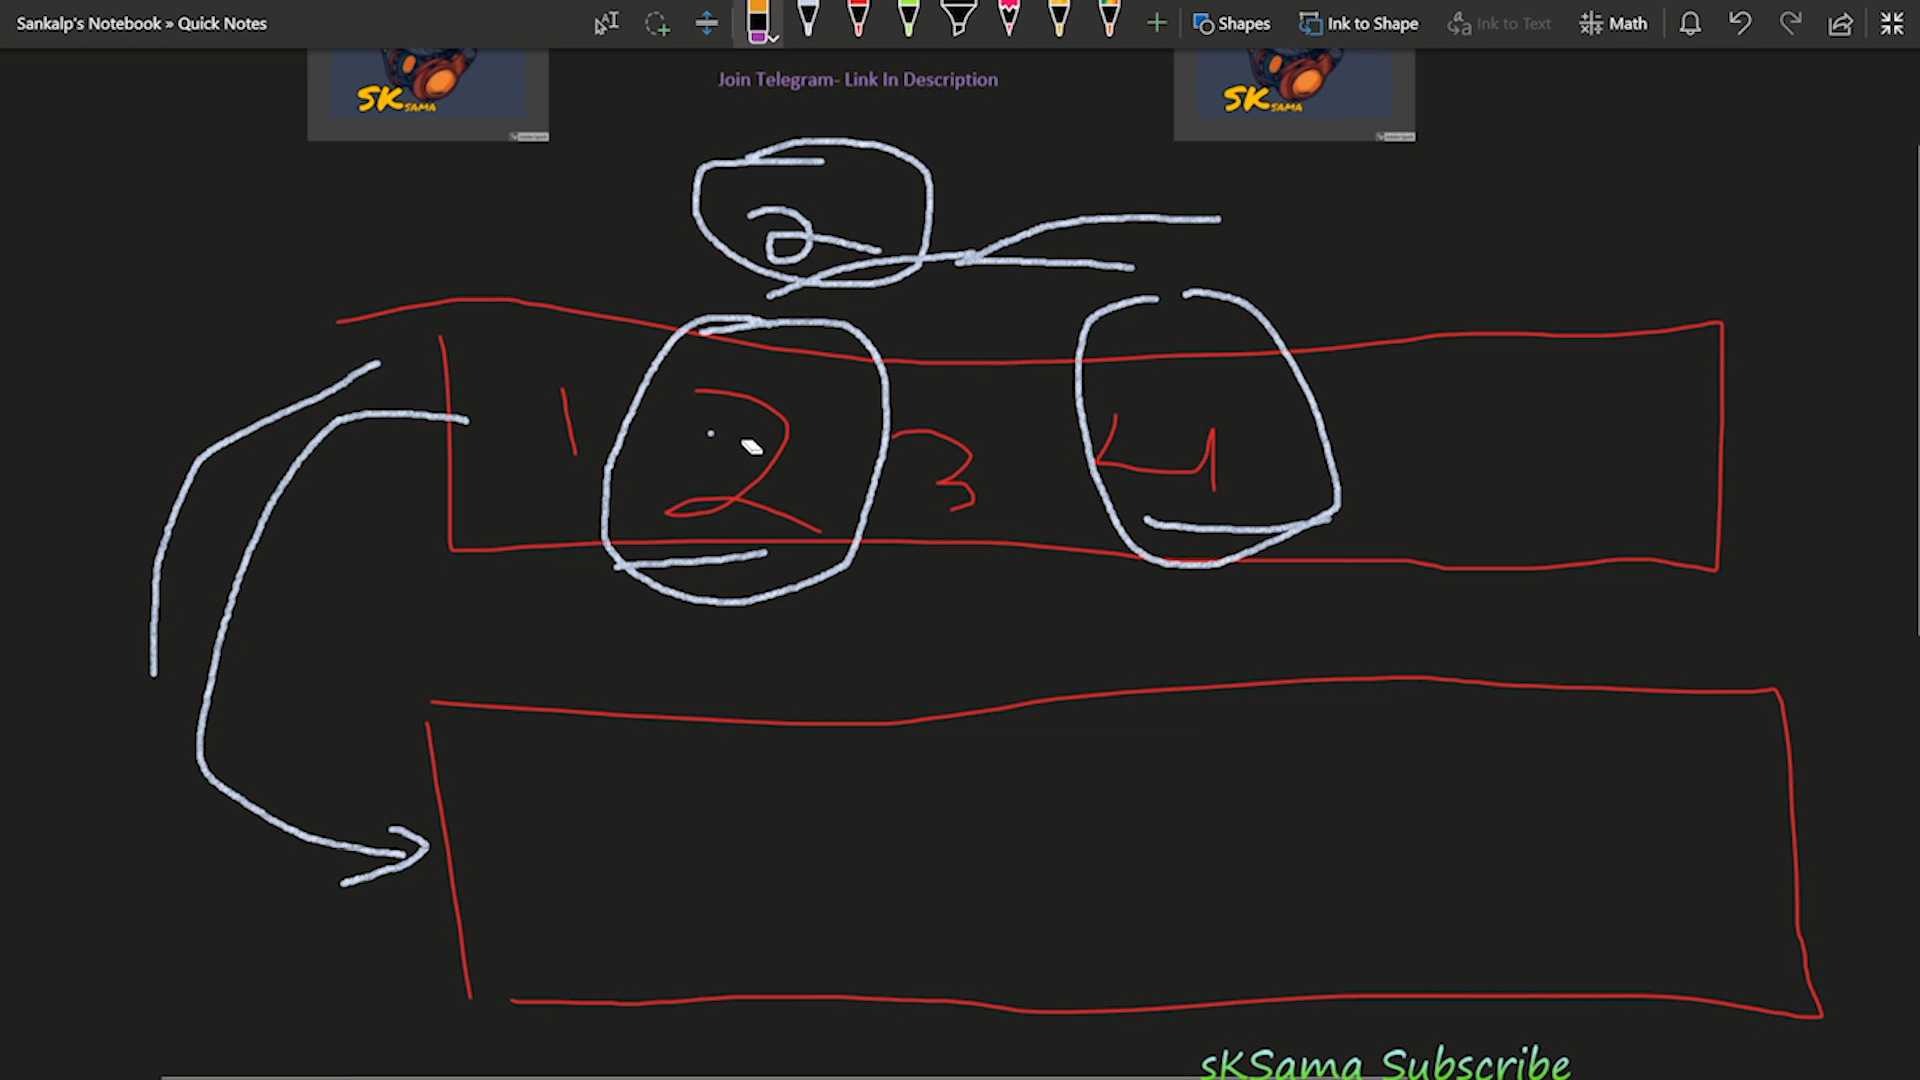 Sankalp's Notebook » Quick Notes
Shapes
Ink to Shape
Ink to Text
Math
SK SAMA
Join Telegram- Link In Description
SK SAMA
2
1 2 3 4
sKSama Subscribe